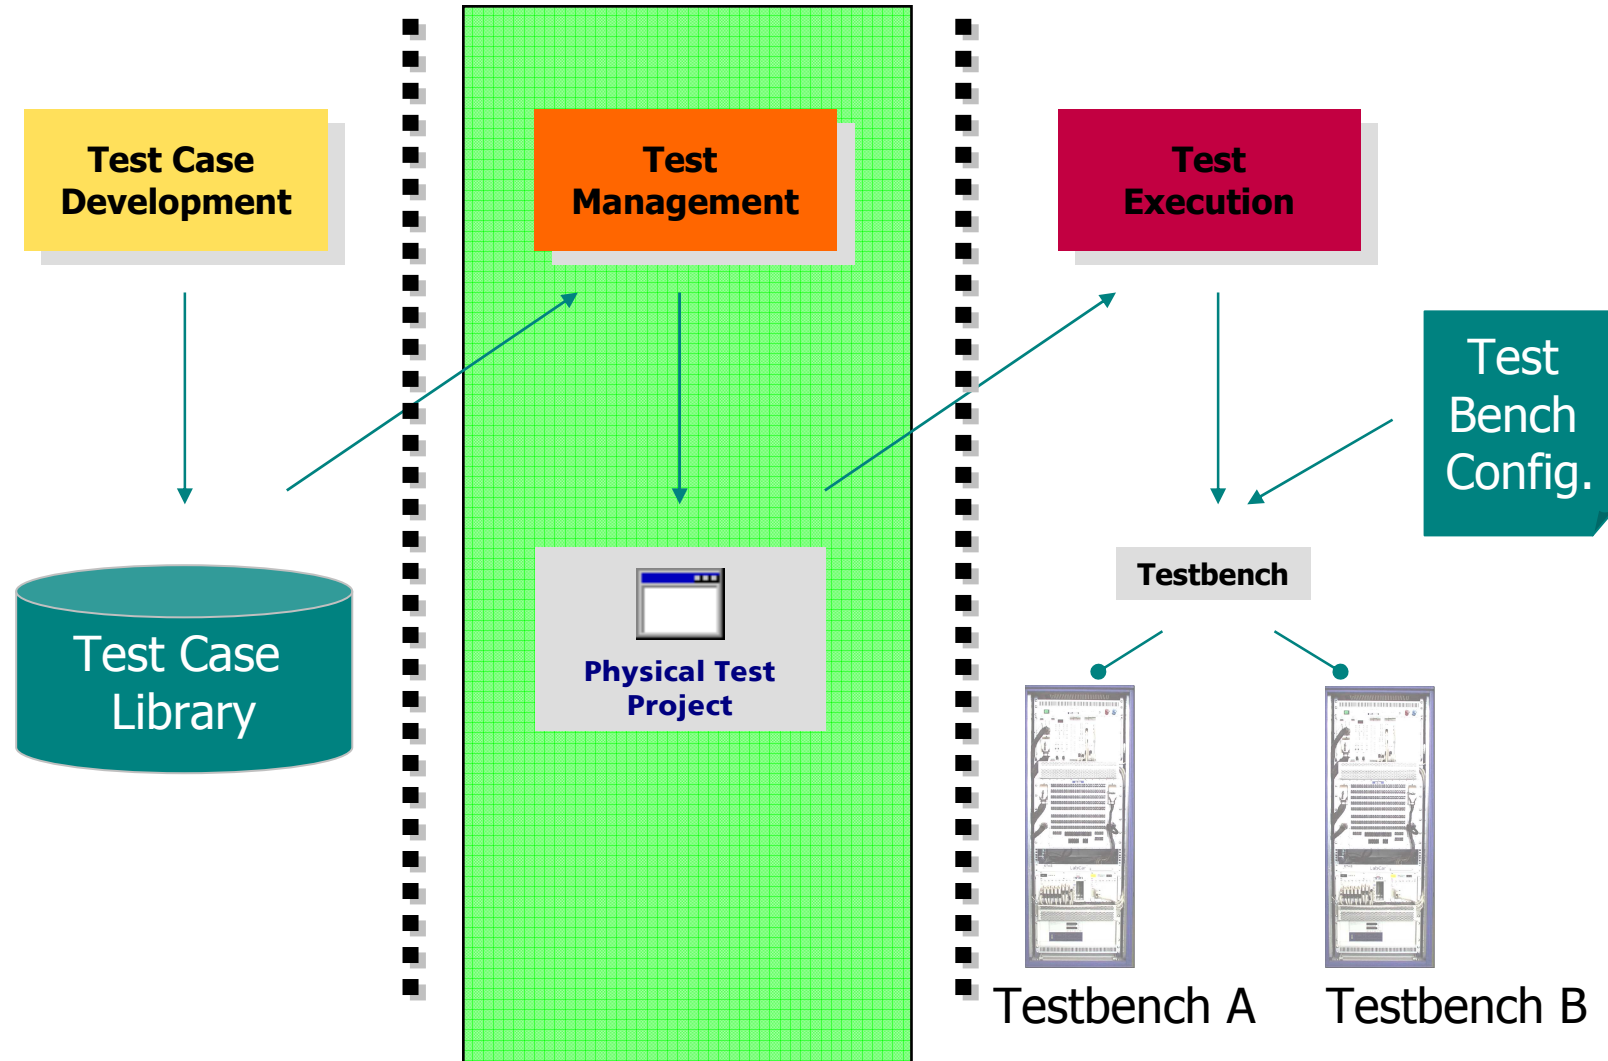 Test Case
Development
Test
Management
Test
Execution
Test
Bench
Config.
Test Case
Library
Physical Test
Project
Testbench
Testbench A
Testbench B